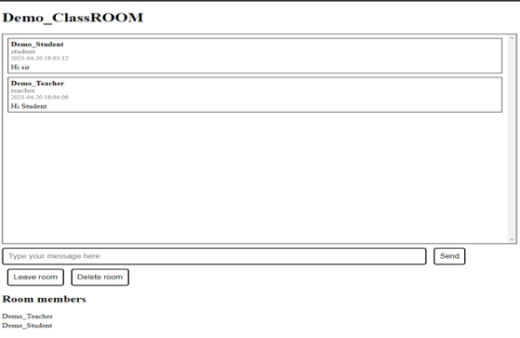 Demo_ClassROOM
Demo_Student
student
2023-04-20 18:03:12
Hi sir
Demo_Teacher
teacher
2023-04-20 18:04:09
Hi Student
Type your message here
Send
Leave room
Delete room
Room members
Demo_Teacher
Demo_Student